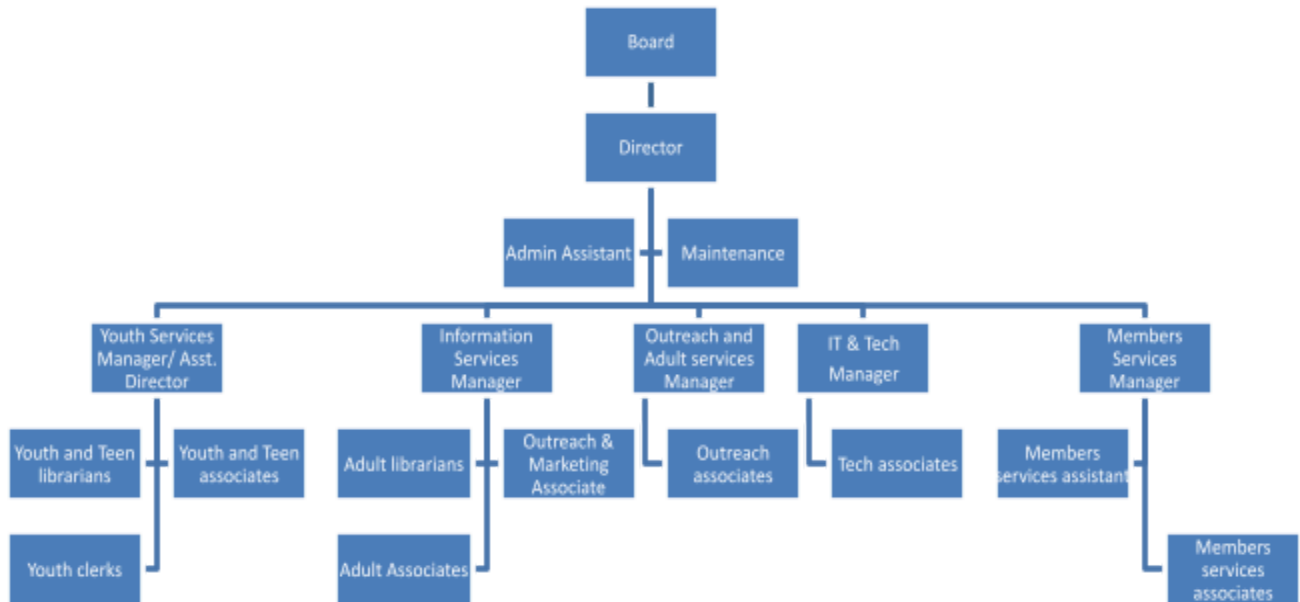 Board
Director
Admin Assistant
Maintenance
Youth Services
Manager/ Asst.
Director
Information
Services
Manager
Outreach and
Adult services
Manager
IT & Tech
Manager
Members
Services
Manager
Youth and Teen
librarians
Youth and Teen
associates
Adult librarians
Outreach &
Marketing
Associate
Outreach
associates
Tech associates
Members
services assistant
Youth clerks
Adult Associates
Members
services
associates